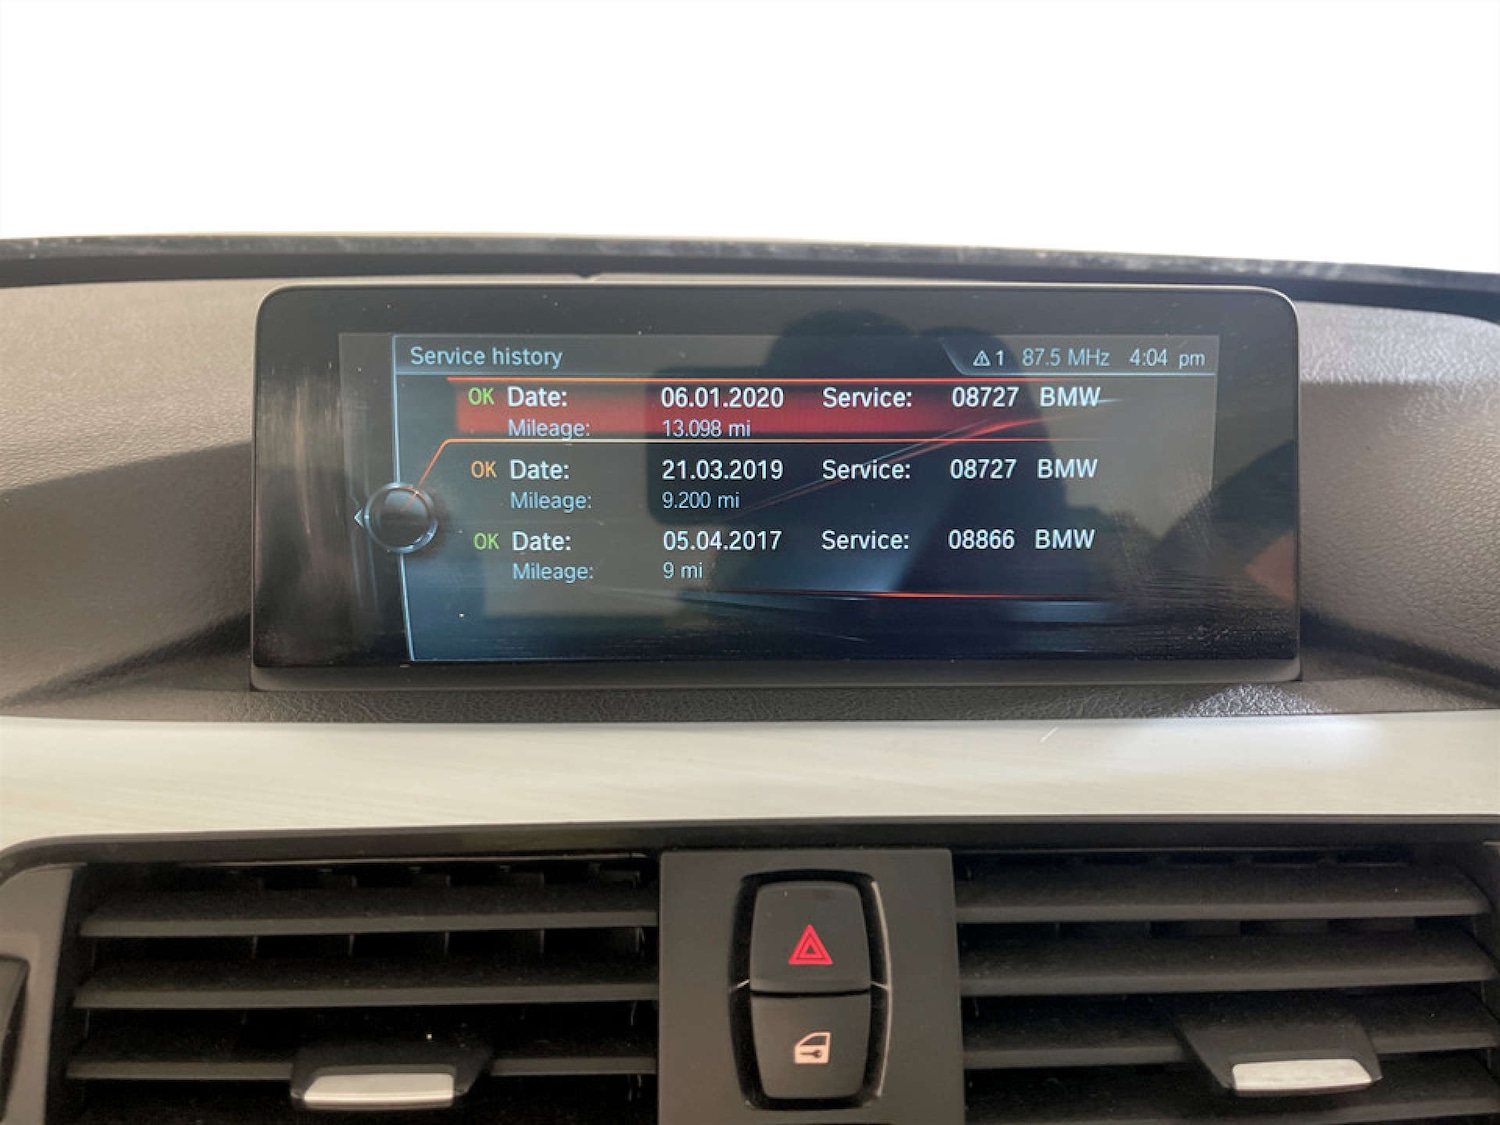 Service history 1 87.5 MHz 4:04 pm
OK Date: 06.01.2020 Service: 08727 BMW
Mileage: 13.098 mi
OK Date: 21.03.2019 Service: 08727 BMW
Mileage: 9.200 mi
OK Date: 05.04.2017 Service: 08866 BMW
Mileage: 9 mi